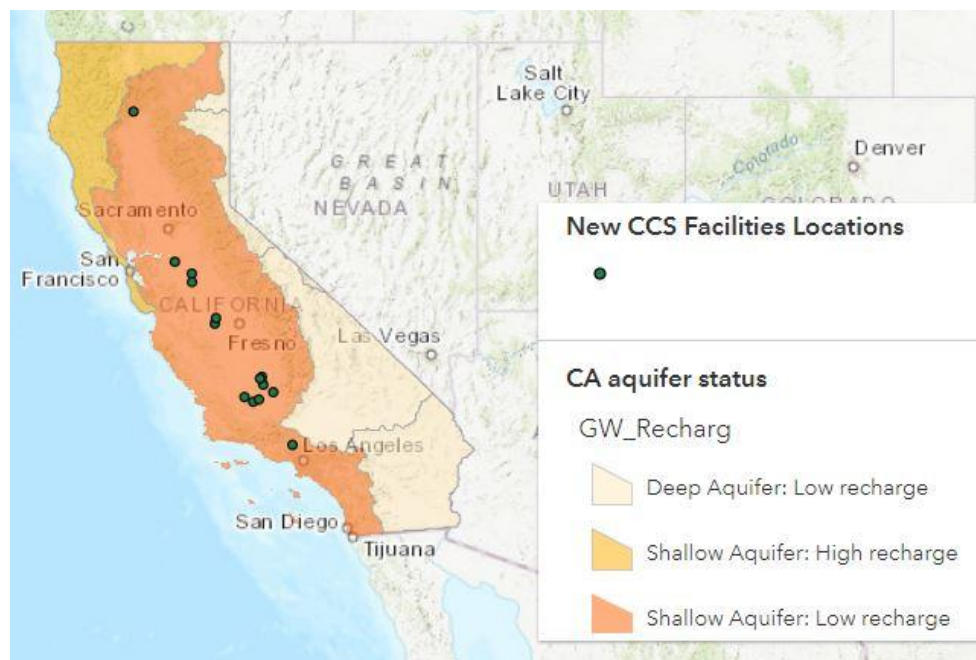 Salt
Lake City
Denver
Colorado
GREAT
BASIN
NEVADA
UTAH
COLORADO
Sacramento
San
Francisco
CALIFORNIA
Fresno
Las Vegas
Los Angeles
San Diego
Tijuana
New CCS Facilities Locations
CA aquifer status
GW_Recharg
Deep Aquifer: Low recharge
Shallow Aquifer: High recharge
Shallow Aquifer: Low recharge